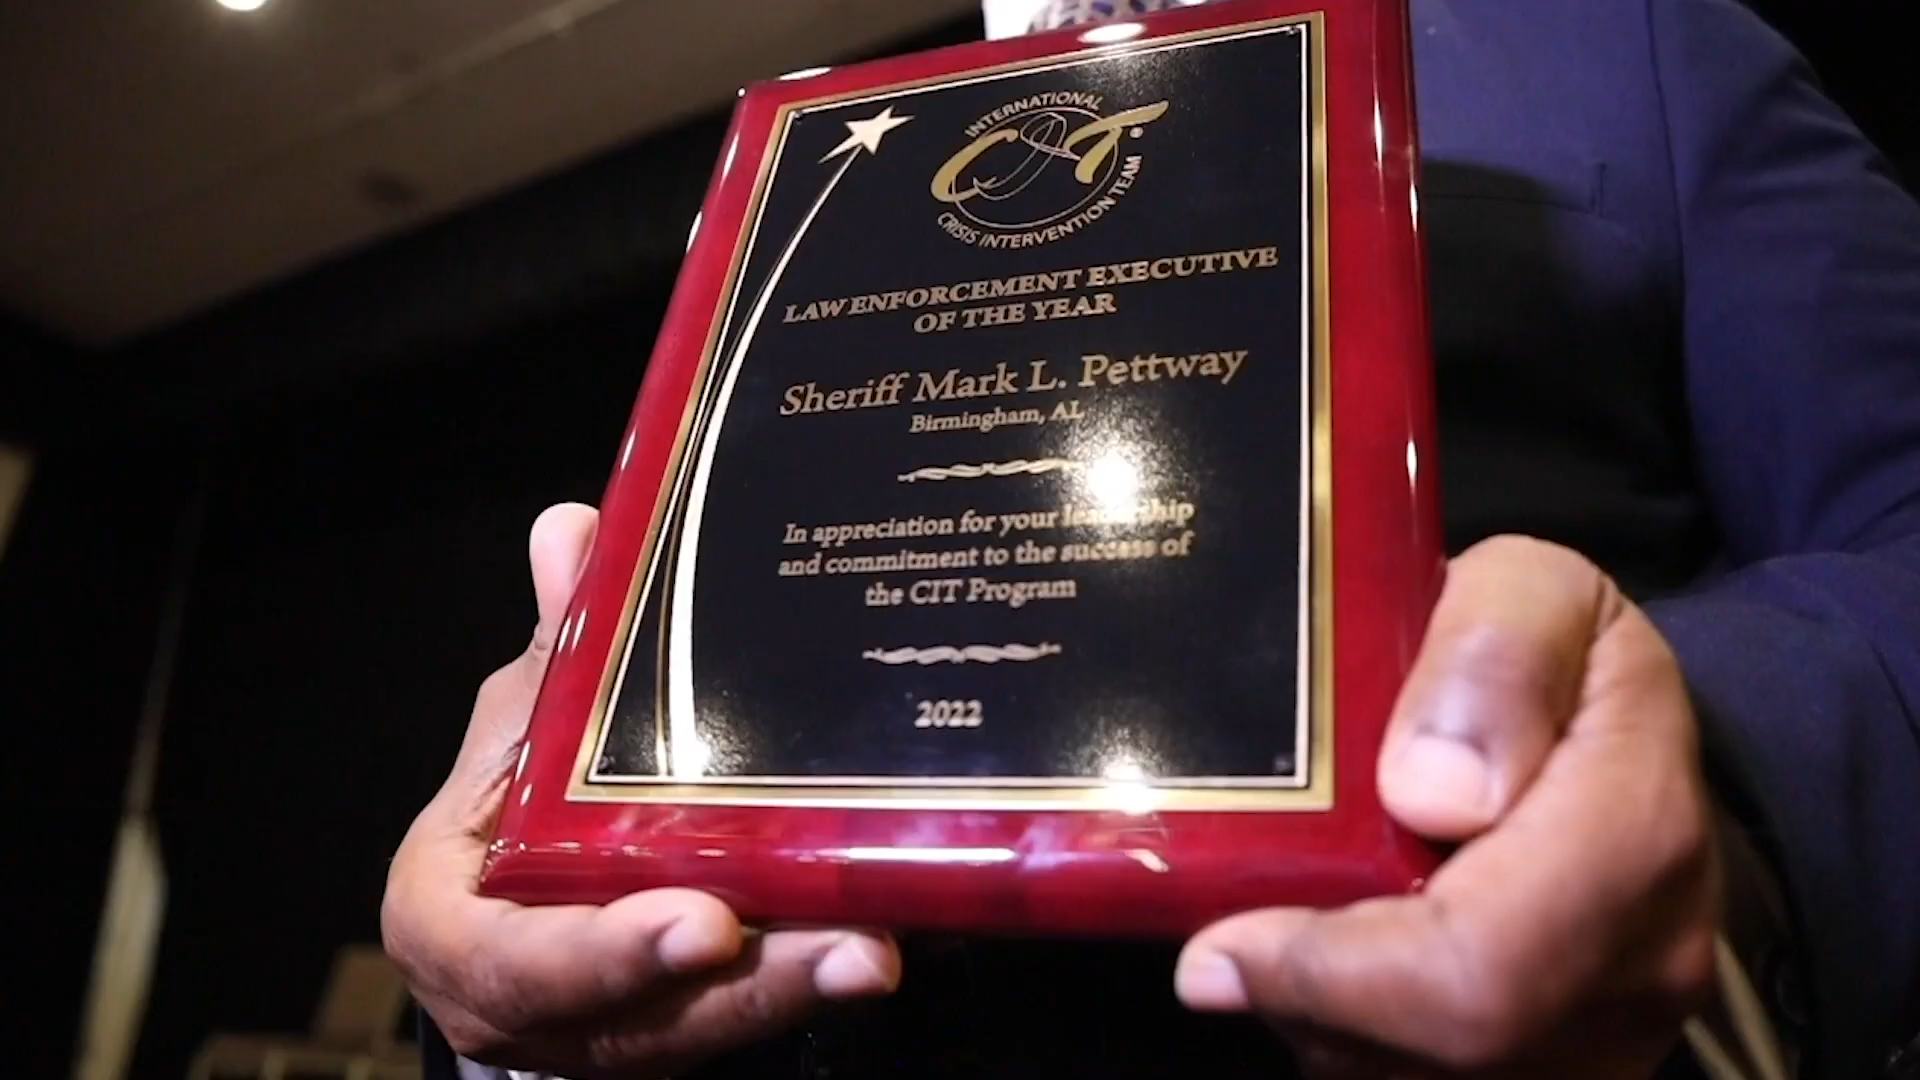 INTERNATIONAL
CIT®
CRISIS INTERVENTION TEAM
LAW ENFORCEMENT EXECUTIVE
OF THE YEAR
Sheriff Mark L. Pettway
Birmingham, AL
In appreciation for your leadership
and commitment to the success of
the CIT Program
2022